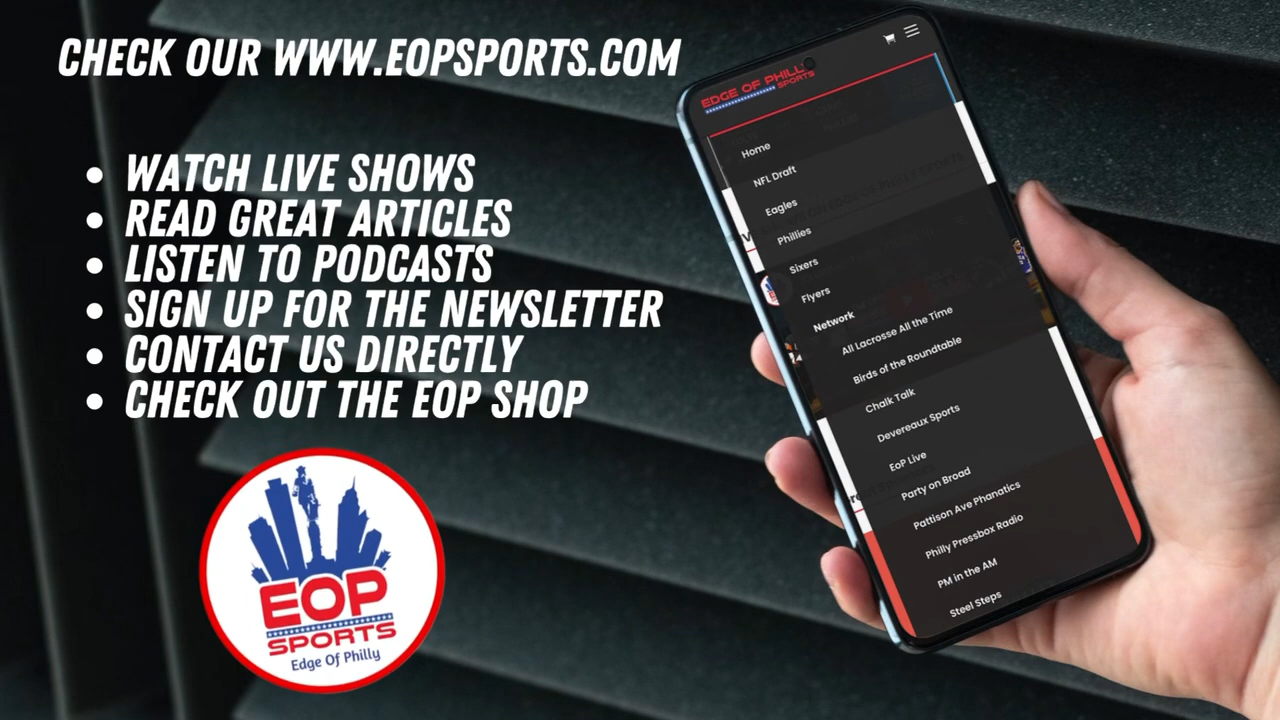 CHECK OUR WWW.EOPSPORTS.COM
• WATCH LIVE SHOWS
• READ GREAT ARTICLES
• LISTEN TO PODCASTS
• SIGN UP FOR THE NEWSLETTER
• CONTACT US DIRECTLY
• CHECK OUT THE EOP SHOP
EOP
SPORTS
Edge Of Philly
EDGE OF PHILLY
SPORTS
Home
NFL Draft
Eagles
Phillies
Sixers
Flyers
Network
All Lacrosse All the Time
Birds of the Roundtable
Chalk Talk
Devereaux Sports
EoP Live
Party on Broad
Pattison Ave Phanatics
Philly Pressbox Radio
PM in the AM
Steel Steps